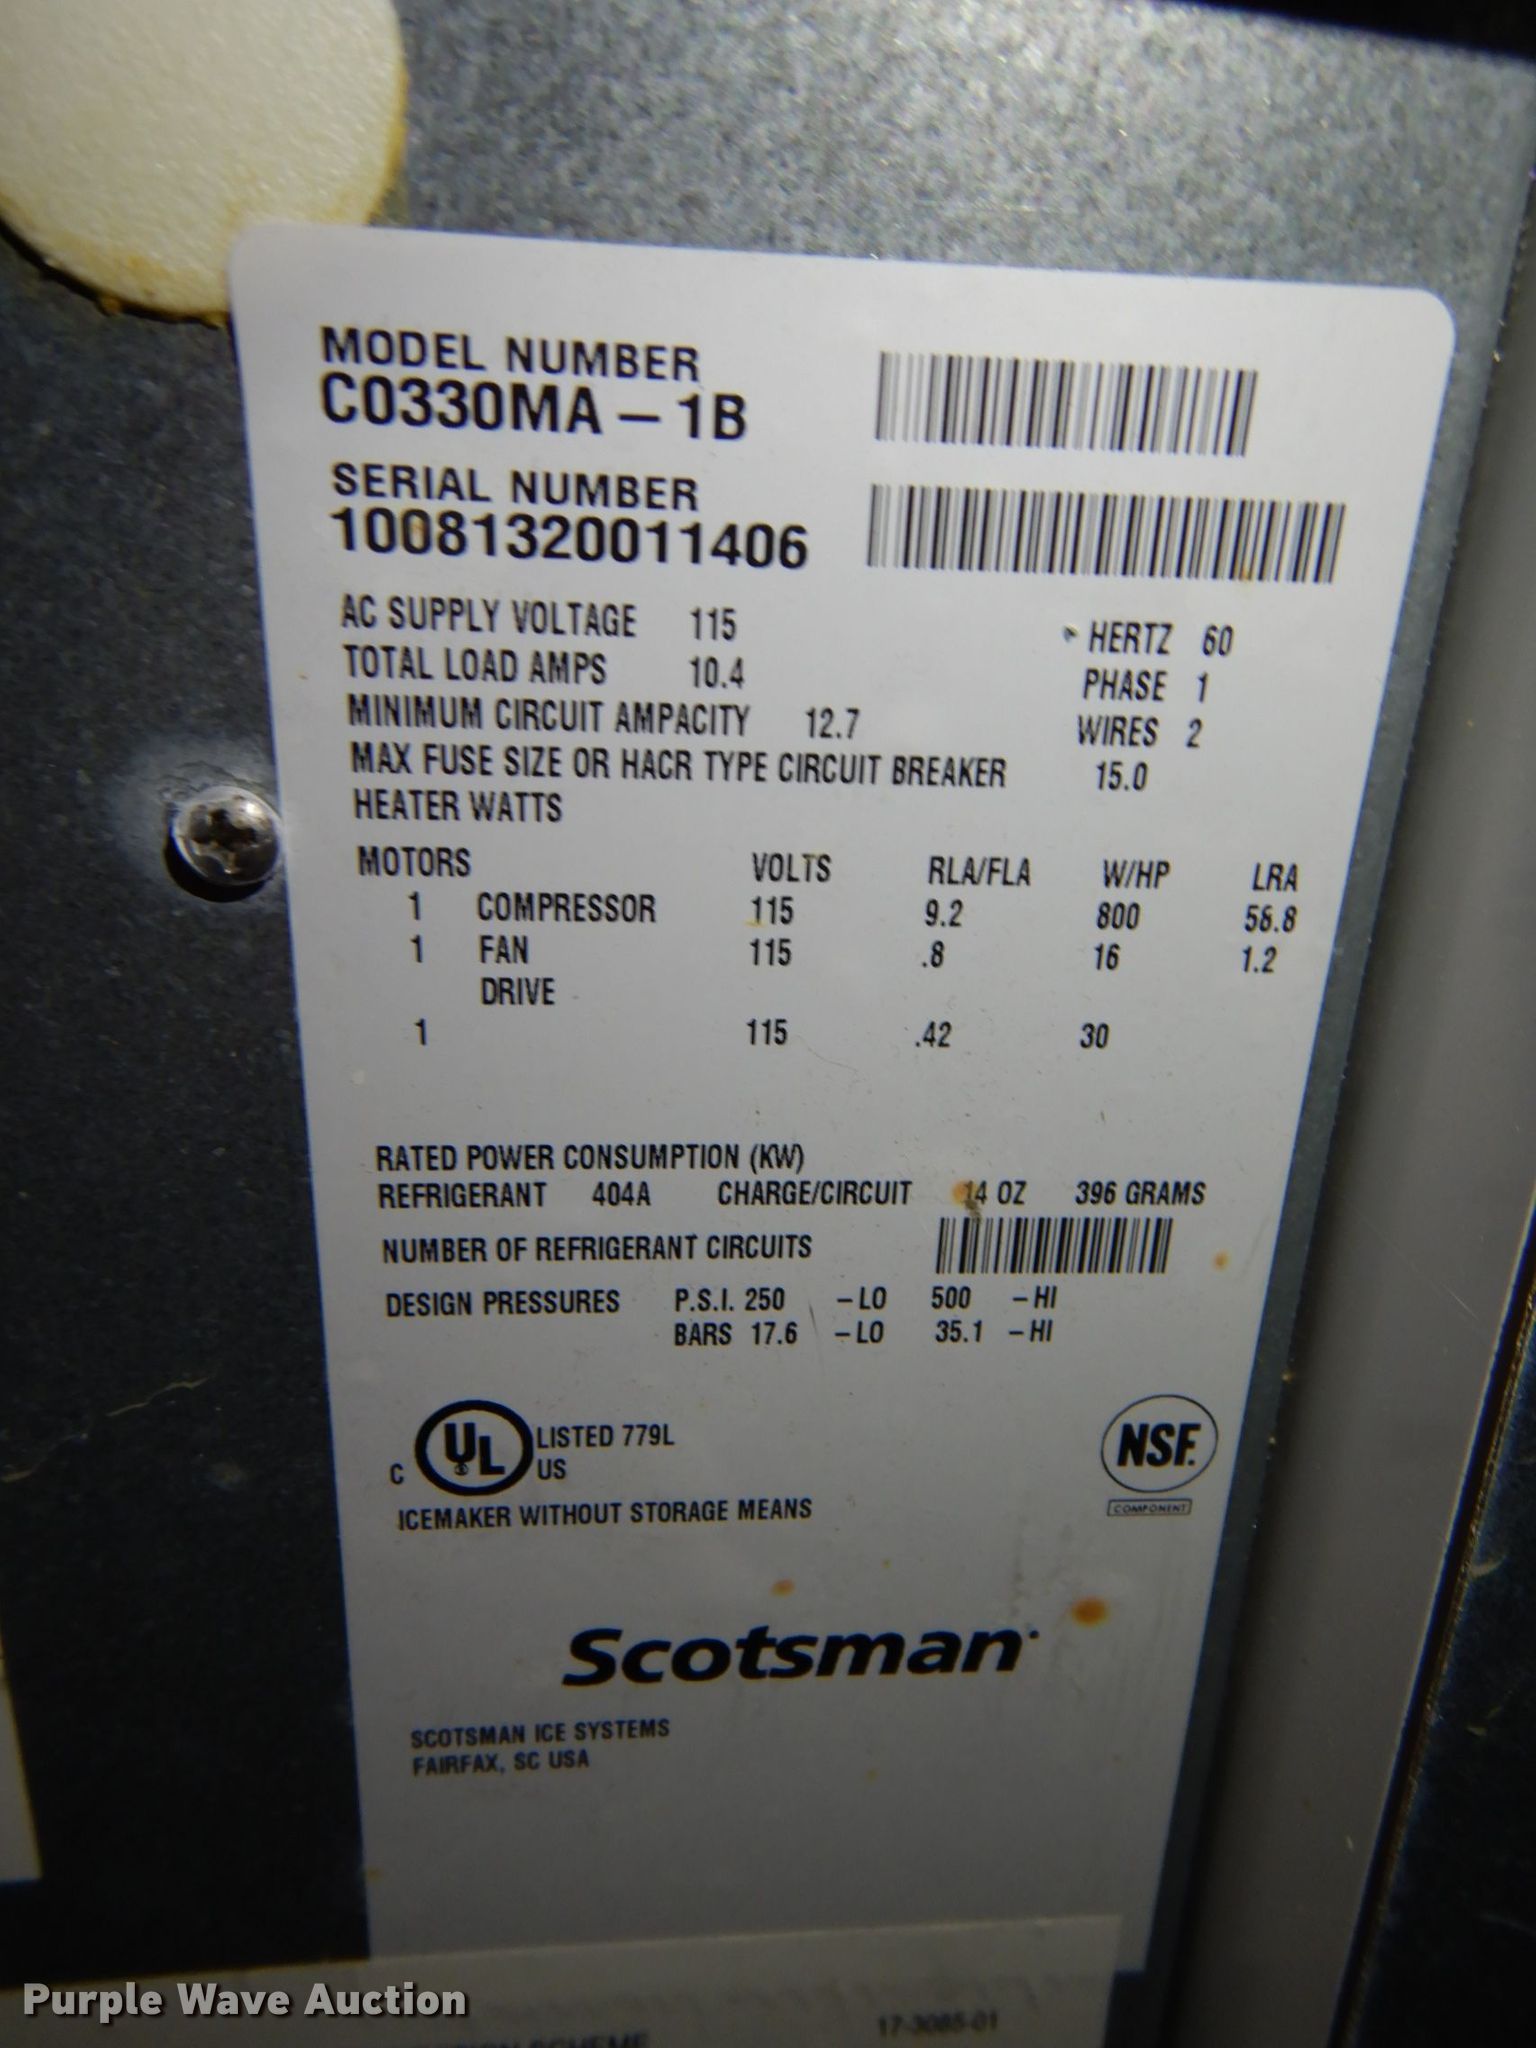 MODEL NUMBER
C0330MA – 1B
SERIAL NUMBER
10081320011406
AC SUPPLY VOLTAGE 115 HERTZ 60
TOTAL LOAD AMPS 10.4 PHASE 1
MINIMUM CIRCUIT AMPACITY 12.7 WIRES 2
MAX FUSE SIZE OR HACR TYPE CIRCUIT BREAKER 15.0
HEATER WATTS
MOTORS VOLTS RLA/FLA W/HP LRA
1 COMPRESSOR 115 9.2 800 58.8
1 FAN 115 .8 16 1.2
DRIVE
1 115 .42 30
RATED POWER CONSUMPTION (KW)
REFRIGERANT 404A CHARGE/CIRCUIT 14 OZ 396 GRAMS
NUMBER OF REFRIGERANT CIRCUITS
DESIGN PRESSURES P.S.I. 250 – LO 500 – HI
BARS 17.6 – LO 35.1 – HI
C UL LISTED 779L
US
NSF.
COMPONENT
ICEMAKER WITHOUT STORAGE MEANS
Scotsman
SCOTSMAN ICE SYSTEMS
FAIRFAX, SC USA
Purple Wave Auction
17-3085-01
SCHEME